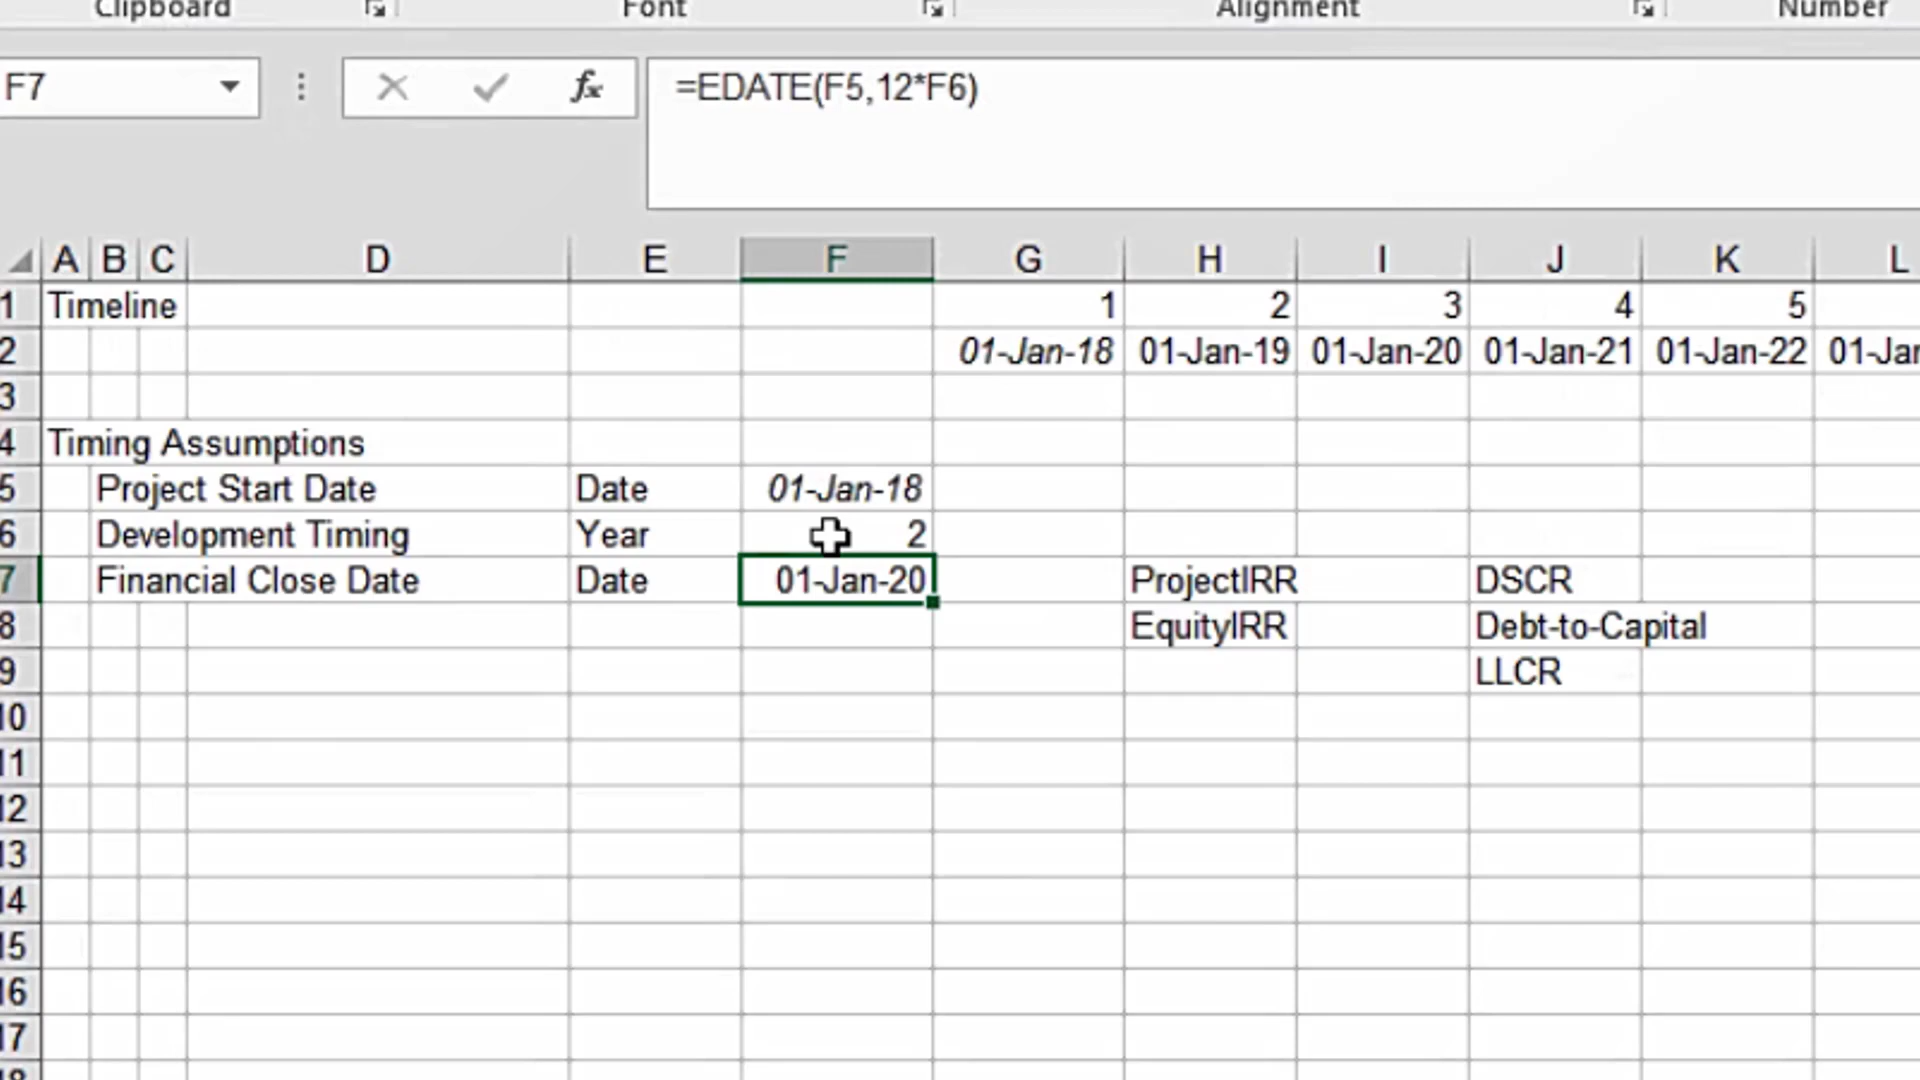 Clipboard Font Alignment Number
F7 fx =EDATE(F5,12*F6)
A B C D E F G H I J K L
1 Timeline 1 2 3 4 5
2 01-Jan-18 01-Jan-19 01-Jan-20 01-Jan-21 01-Jan-22 01-Jan
3
4 Timing Assumptions
5 Project Start Date Date 01-Jan-18
6 Development Timing Year 2
7 Financial Close Date Date 01-Jan-20 ProjectIRR DSCR
8 EquityIRR Debt-to-Capital
9 LLCR
10
11
12
13
14
15
16
17
18